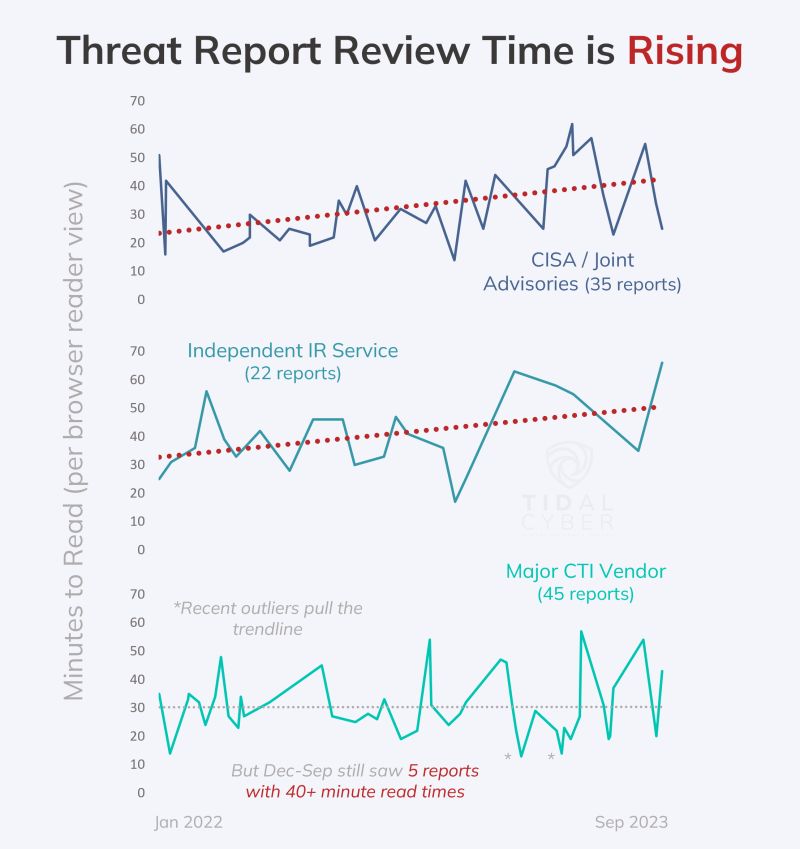 Threat Report Review Time is Rising
Minutes to Read (per browser reader view)
70
60
50
40
30
20
10
0
CISA / Joint
Advisories (35 reports)
Independent IR Service
(22 reports)
70
60
50
40
30
20
10
0
TIDAL
CYBER
Major CTI Vendor
(45 reports)
*Recent outliers pull the
trendline
70
60
50
40
30
20
10
0
* *
But Dec-Sep still saw 5 reports
with 40+ minute read times
Jan 2022
Sep 2023